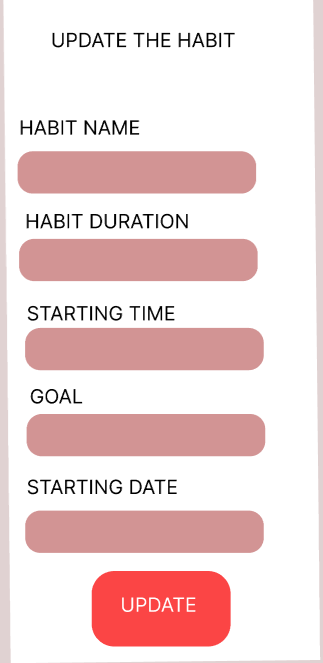 UPDATE THE HABIT
HABIT NAME
HABIT DURATION
STARTING TIME
GOAL
STARTING DATE
UPDATE